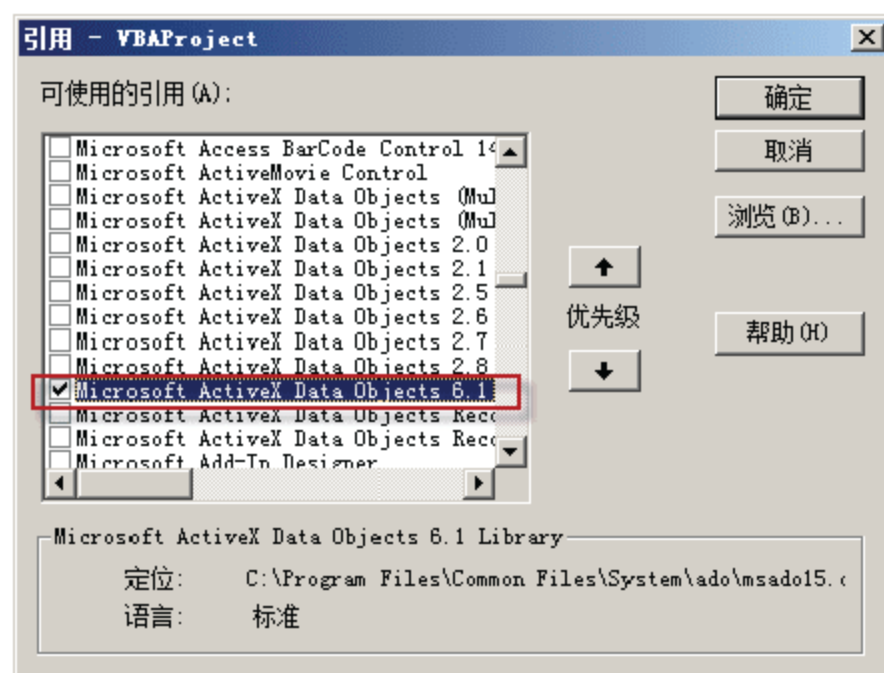 引用 - VBAProject
可使用的引用(A):
Microsoft Access BarCode Control 14
Microsoft ActiveMovie Control
Microsoft ActiveX Data Objects (Mul
Microsoft ActiveX Data Objects (Mul
Microsoft ActiveX Data Objects 2.0
Microsoft ActiveX Data Objects 2.1
Microsoft ActiveX Data Objects 2.5
Microsoft ActiveX Data Objects 2.6
Microsoft ActiveX Data Objects 2.7
Microsoft ActiveX Data Objects 2.8
Microsoft ActiveX Data Objects 6.1
Microsoft ActiveX Data Objects Reco
Microsoft ActiveX Data Objects Reco
Microsoft Add-In Designer
优先级
确定
取消
浏览(B)...
帮助(H)
Microsoft ActiveX Data Objects 6.1 Library
定位: C:\Program Files\Common Files\System\ado\msado15.
语言: 标准